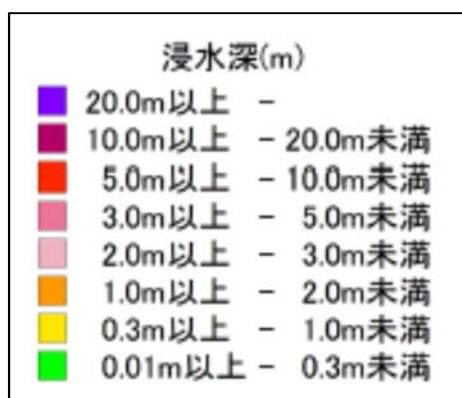 浸水深(m)
20.0m以上 -
10.0m以上 - 20.0m未満
5.0m以上 - 10.0m未満
3.0m以上 - 5.0m未満
2.0m以上 - 3.0m未満
1.0m以上 - 2.0m未満
0.3m以上 - 1.0m未満
0.01m以上 - 0.3m未満